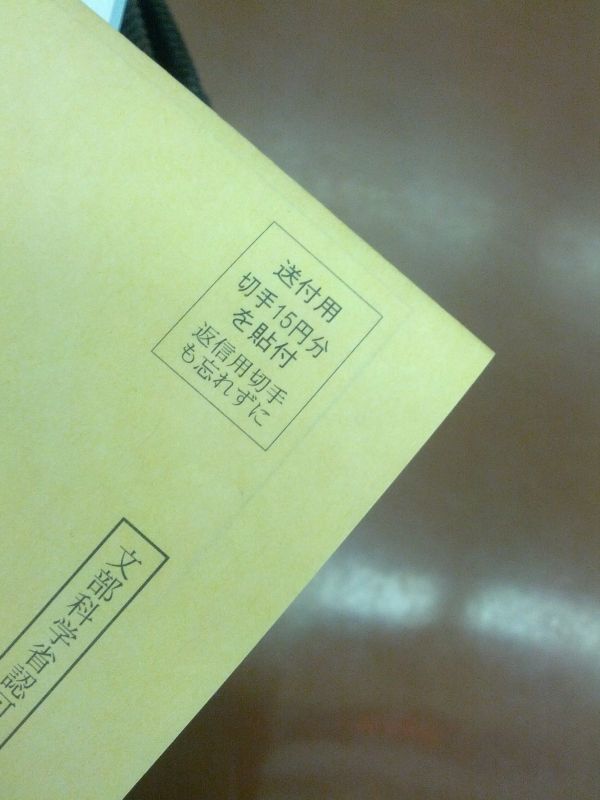 送付用
切手15円分
を貼付
返信用切手
も忘れずに
文部科学省認可